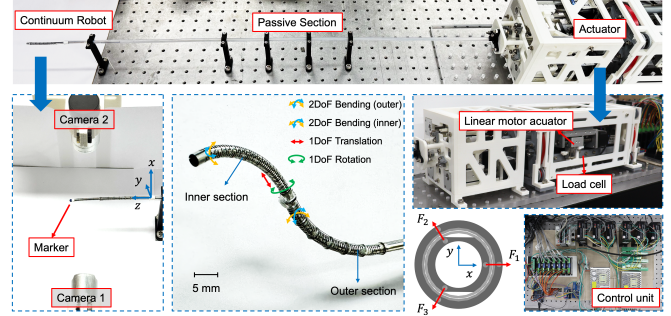 Continuum Robot
Passive Section
Actuator
Camera 2
x
y
z
Marker
Camera 1
2DoF Bending (outer)
2DoF Bending (inner)
1DoF Translation
1DoF Rotation
Inner section
5 mm
Outer section
Linear motor actuator
Load cell
F₂
y
F₁
x
F₃
Control unit